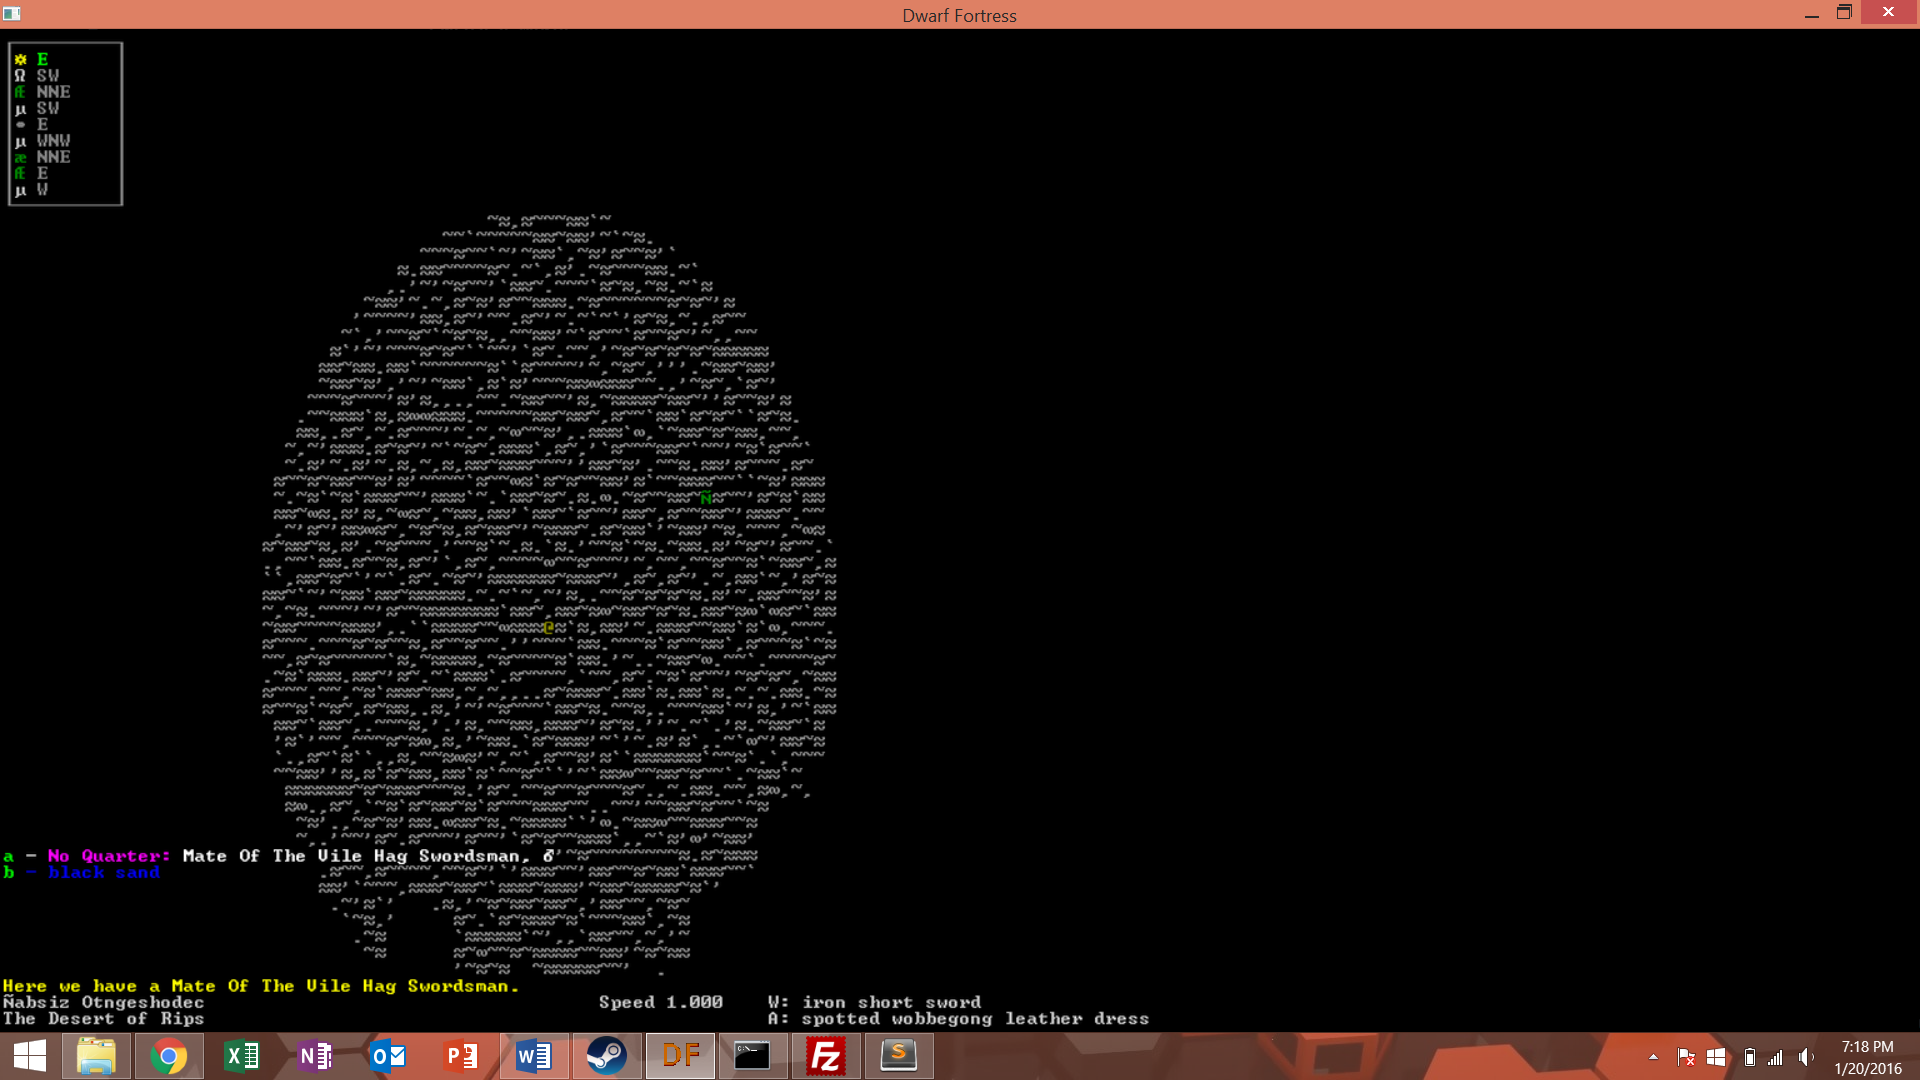 Dwarf Fortress
☼ E
Ω SW
Æ NNE
µ SW
• E
µ WNW
æ NNE
Æ E
µ W
Ñ
@
a - No Quarter: Mate Of The Vile Hag Swordsman, ♂
b - black sand
Here we have a Mate Of The Vile Hag Swordsman.
Ñabsiz Otngeshodec
Speed 1.000
W: iron short sword
The Desert of Rips
A: spotted wobbegong leather dress
DF
7:18 PM
1/20/2016